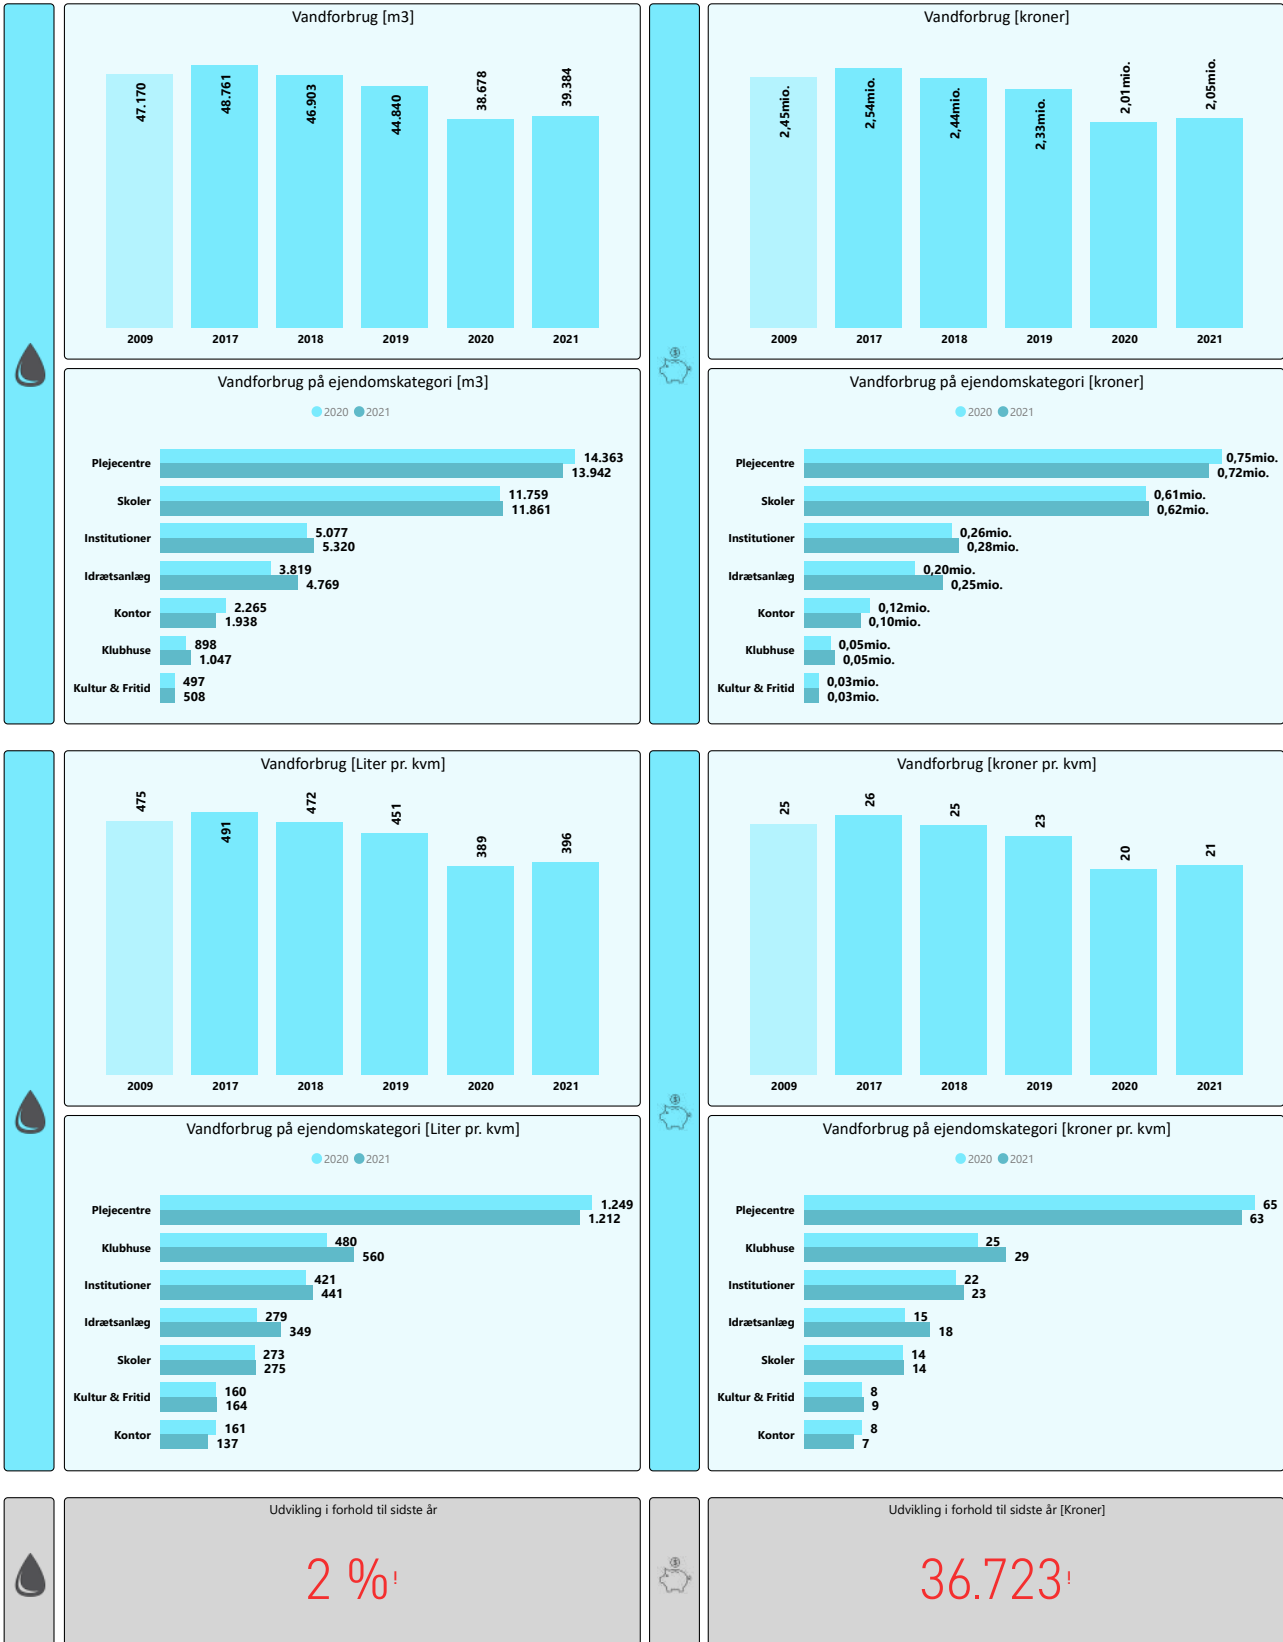 Vandforbrug [m3]
47.170
48.761
46.903
44.840
38.678
39.384
2009 2017 2018 2019 2020 2021
Vandforbrug [kroner]
2,45mio.
2,54mio.
2,44mio.
2,33mio.
2,01mio.
2,05mio.
2009 2017 2018 2019 2020 2021
Vandforbrug på ejendomskategori [m3]
2020 2021
Plejecentre 14.363
13.942
Skoler 11.759
11.861
Institutioner 5.077
5.320
Idrætsanlæg 3.819
4.769
Kontor 2.265
1.938
Klubhuse 898
1.047
Kultur & Fritid 497
508
Vandforbrug på ejendomskategori [kroner]
2020 2021
Plejecentre 0,75mio.
0,72mio.
Skoler 0,61mio.
0,62mio.
Institutioner 0,26mio.
0,28mio.
Idrætsanlæg 0,20mio.
0,25mio.
Kontor 0,12mio.
0,10mio.
Klubhuse 0,05mio.
0,05mio.
Kultur & Fritid 0,03mio.
0,03mio.
Vandforbrug [Liter pr. kvm]
475
491
472
451
389
396
2009 2017 2018 2019 2020 2021
Vandforbrug [kroner pr. kvm]
25
26
25
23
20
21
2009 2017 2018 2019 2020 2021
Vandforbrug på ejendomskategori [Liter pr. kvm]
2020 2021
Plejecentre 1.249
1.212
Klubhuse 480
560
Institutioner 421
441
Idrætsanlæg 279
349
Skoler 273
275
Kultur & Fritid 160
164
Kontor 161
137
Vandforbrug på ejendomskategori [kroner pr. kvm]
2020 2021
Plejecentre 65
63
Klubhuse 25
29
Institutioner 22
23
Idrætsanlæg 15
18
Skoler 14
14
Kultur & Fritid 8
9
Kontor 8
7
Udvikling i forhold til sidste år
2 %!
Udvikling i forhold til sidste år [Kroner]
36.723!